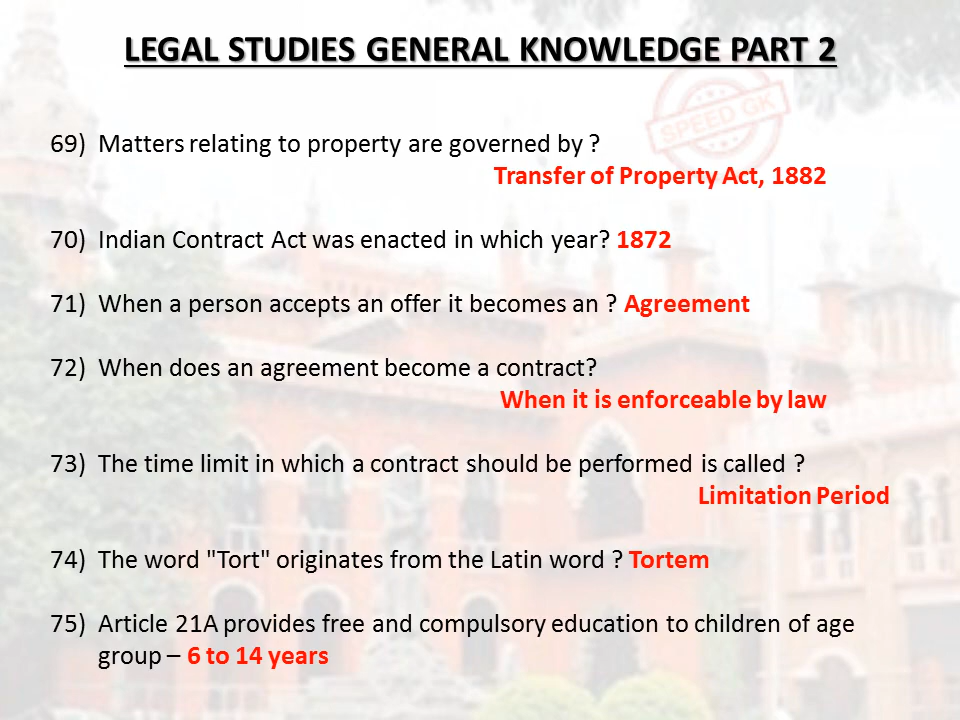 LEGAL STUDIES GENERAL KNOWLEDGE PART 2
SPEED GK
69) Matters relating to property are governed by ?
Transfer of Property Act, 1882
70) Indian Contract Act was enacted in which year? 1872
71) When a person accepts an offer it becomes an ? Agreement
72) When does an agreement become a contract?
When it is enforceable by law
73) The time limit in which a contract should be performed is called ?
Limitation Period
74) The word "Tort" originates from the Latin word ? Tortem
75) Article 21A provides free and compulsory education to children of age
group – 6 to 14 years